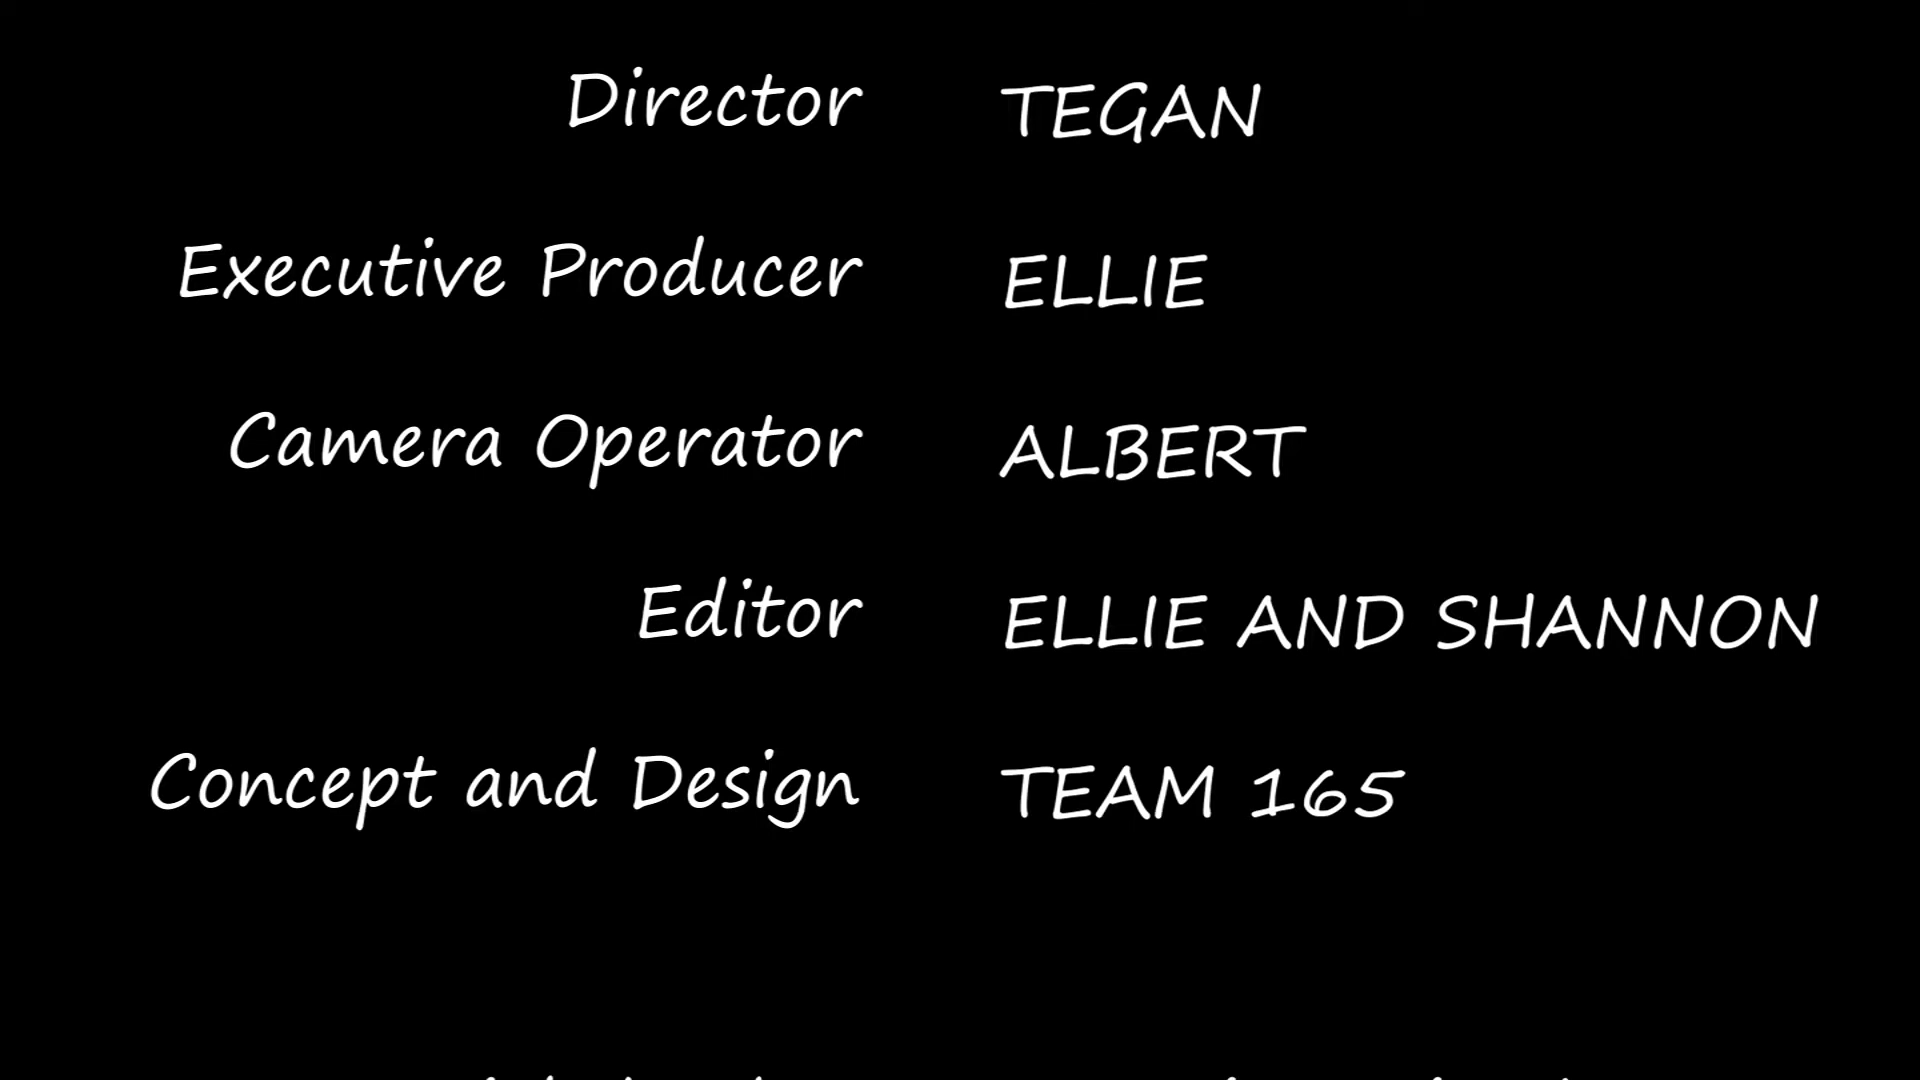 Director TEGAN
Executive Producer ELLIE
Camera Operator ALBERT
Editor ELLIE AND SHANNON
Concept and Design TEAM 165